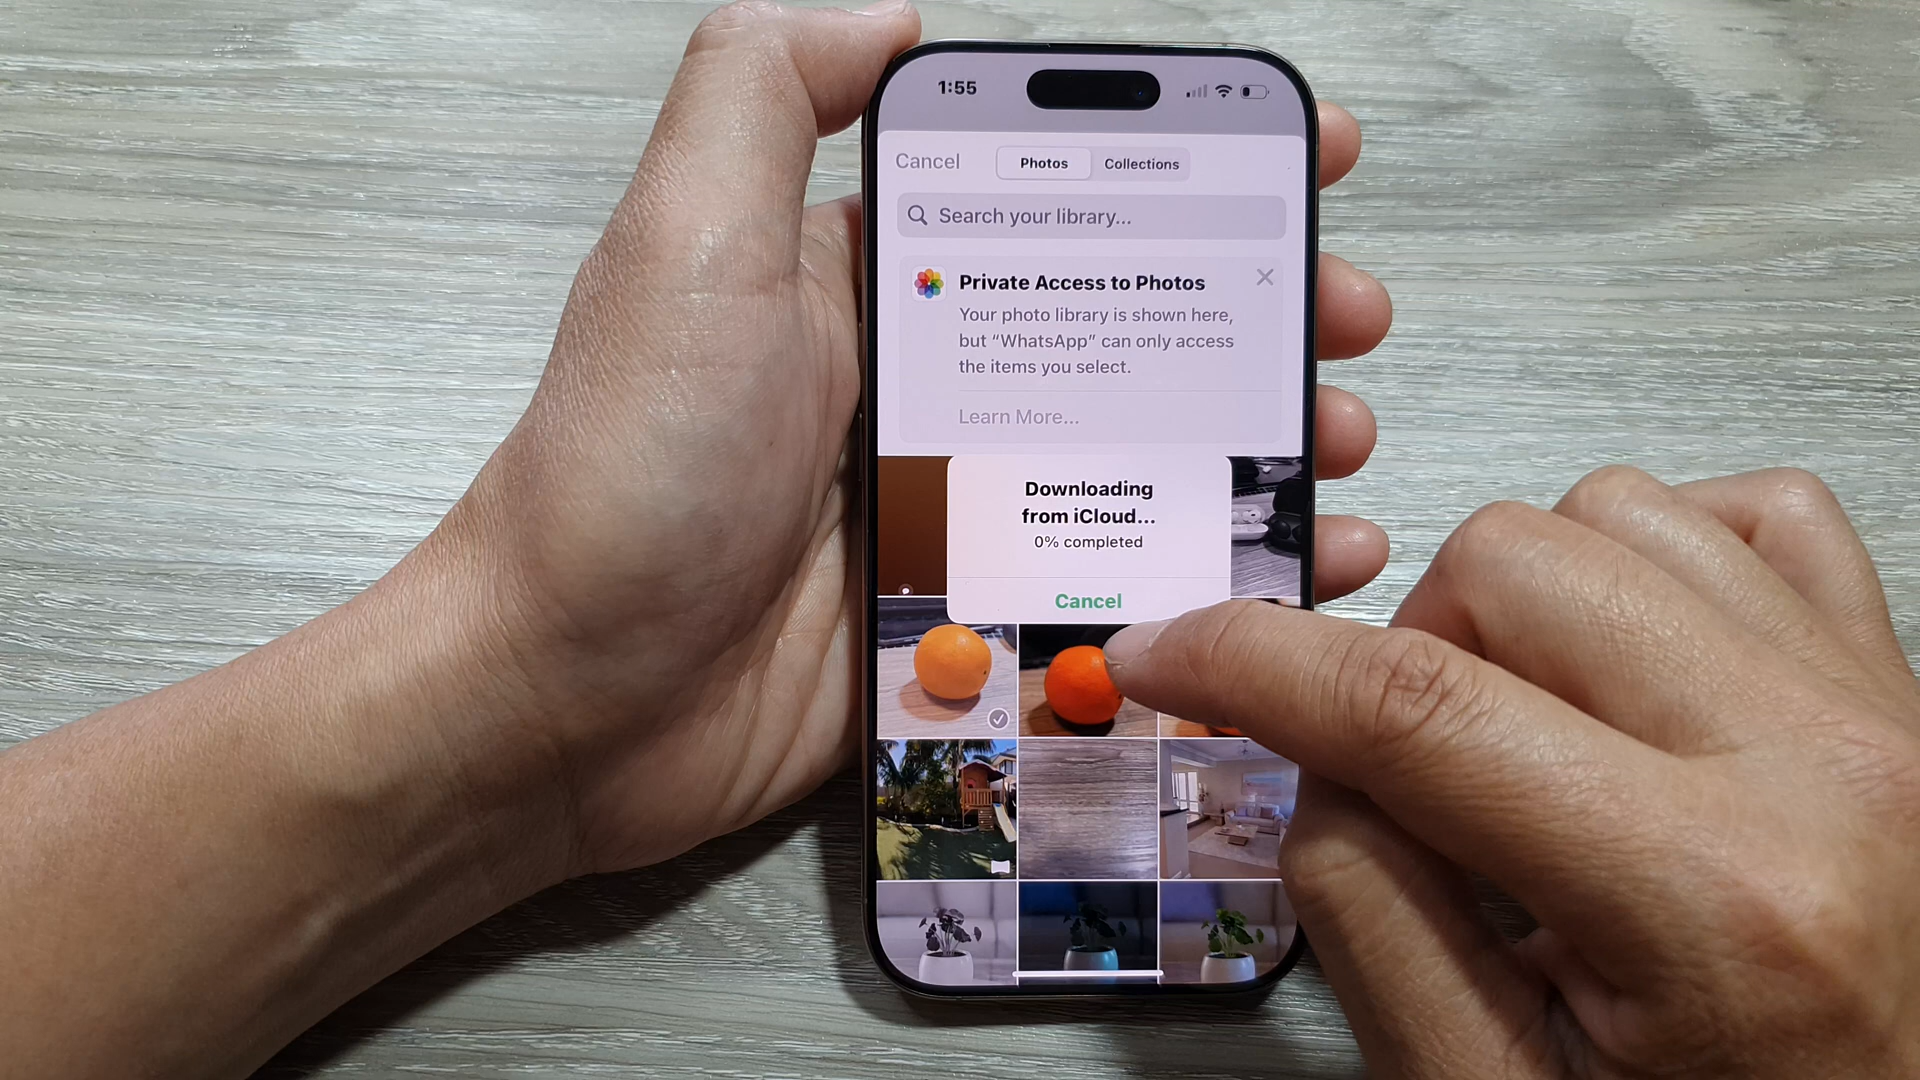 1:55
Cancel Photos Collections
Search your library...
Private Access to Photos
Your photo library is shown here,
but “WhatsApp” can only access
the items you select.
Learn More...
Downloading
from iCloud...
0% completed
Cancel